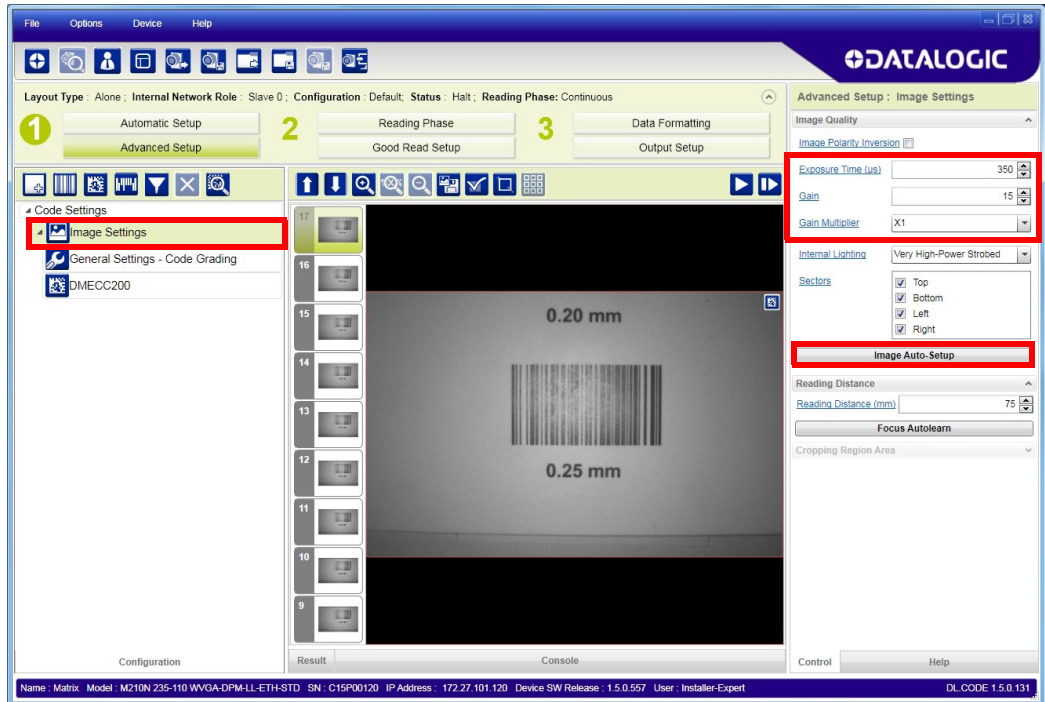 File Options Device Help
DATALOGIC
Layout Type : Alone ; Internal Network Role : Slave 0 ; Configuration : Default; Status : Halt ; Reading Phase: Continuous
Advanced Setup : Image Settings
1 Automatic Setup 2 Reading Phase 3 Data Formatting
Advanced Setup Good Read Setup Output Setup
Image Quality
Image Polarity Inversion
Exposure Time (µs) 350
Gain 15
Gain Multiplier X1
Internal Lighting Very High-Power Strobed
Sectors Top
Bottom
Left
Right
Image Auto-Setup
Reading Distance
Reading Distance (mm) 75
Focus Autolearn
Cropping Region Area
Code Settings
Image Settings
General Settings - Code Grading
DMECC200
17
16
15
14
13
12
11
10
9
0.20 mm
0.25 mm
Configuration Result Console Control Help
Name : Matrix Model : M210N 235-110 WVGA-DPM-LL-ETH-STD SN : C15P00120 IP Address : 172.27.101.120 Device SW Release : 1.5.0.557 User : Installer-Expert DL.CODE 1.5.0.131